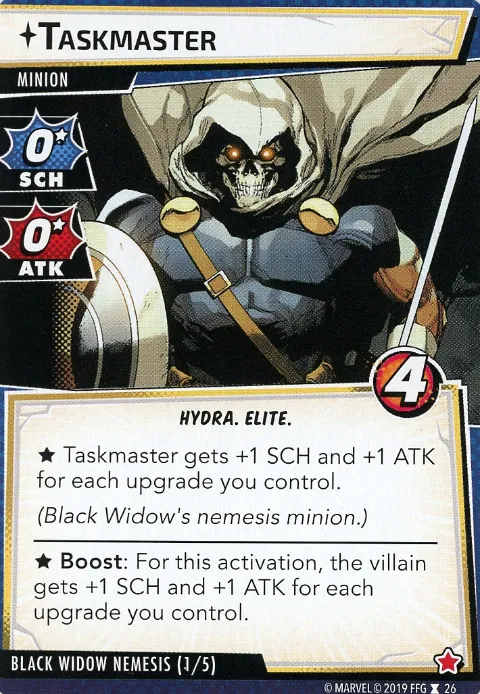 TASKMASTER
MINION
0★
SCH
0★
ATK
4
HYDRA. ELITE.
★ Taskmaster gets +1 SCH and +1 ATK
for each upgrade you control.
(Black Widow's nemesis minion.)
★ Boost: For this activation, the villain
gets +1 SCH and +1 ATK for each
upgrade you control.
BLACK WIDOW NEMESIS (1/5)
© MARVEL © 2019 FFG 26